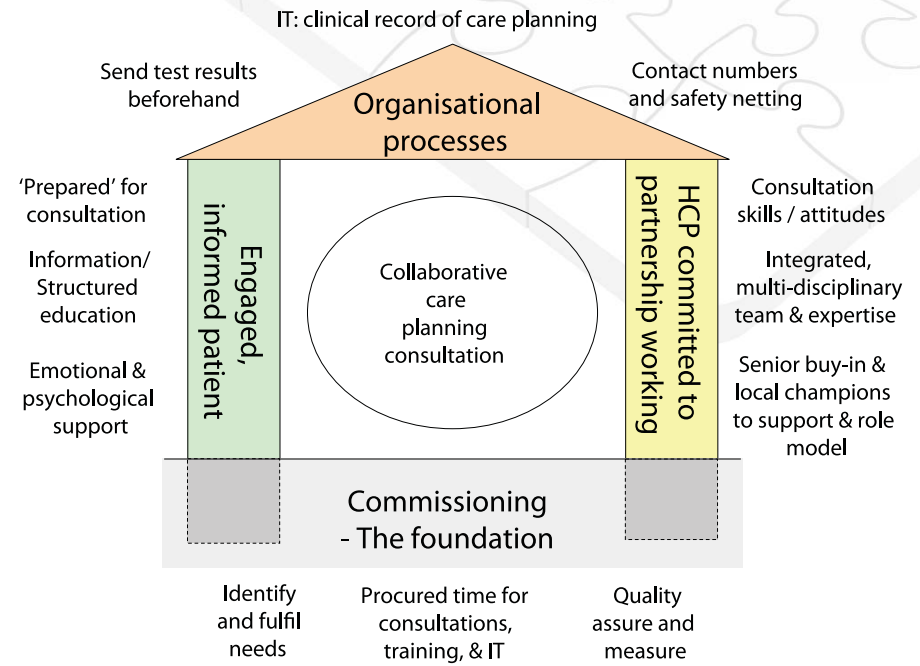 IT: clinical record of care planning
Send test results
beforehand
Contact numbers
and safety netting
Organisational
processes
‘Prepared’ for
consultation
Information/
Structured
education
Emotional &
psychological
support
Engaged,
informed patient
Collaborative
care
planning
consultation
HCP committed to
partnership working
Consultation
skills / attitudes
Integrated,
multi-disciplinary
team & expertise
Senior buy-in &
local champions
to support & role
model
Commissioning
- The foundation
Identify
and fulfil
needs
Procured time for
consultations,
training, & IT
Quality
assure and
measure